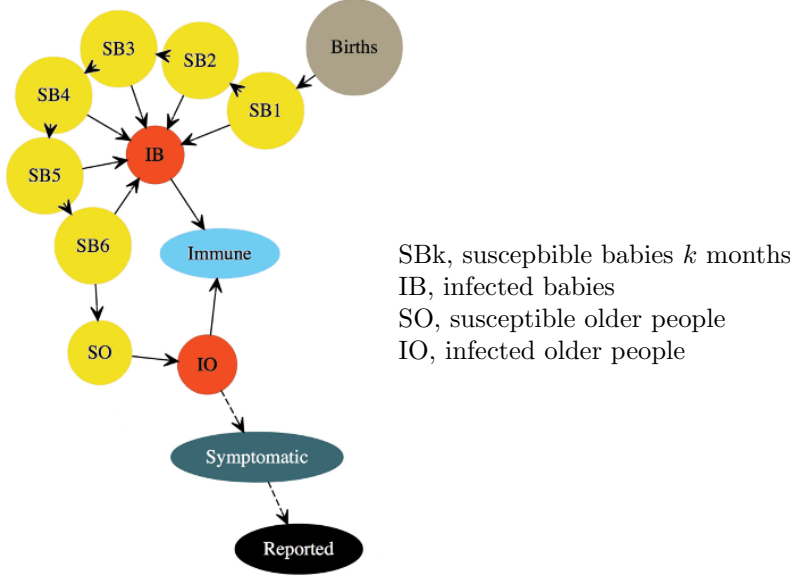 Births
SB3
SB2
SB4
SB1
IB
SB5
SB6
Immune
SO
IO
Symptomatic
Reported
SBk, suscepbible babies k months
IB, infected babies
SO, susceptible older people
IO, infected older people